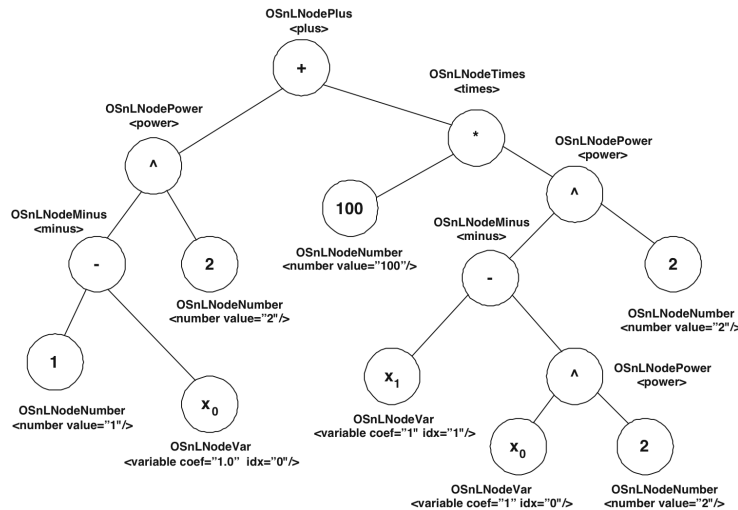 OSnLNodePlus
<plus>
+
OSnLNodeTimes
<times>
*
OSnLNodePower
<power>
^
OSnLNodePower
<power>
^
100
OSnLNodeNumber
<number value="100"/>
OSnLNodeMinus
<minus>
-
2
OSnLNodeNumber
<number value="2"/>
OSnLNodeMinus
<minus>
-
2
OSnLNodeNumber
<number value="2"/>
1
OSnLNodeNumber
<number value="1"/>
x0
OSnLNodeVar
<variable coef="1.0" idx="0"/>
x1
OSnLNodeVar
<variable coef="1" idx="1"/>
^
OSnLNodePower
<power>
x0
OSnLNodeVar
<variable coef="1" idx="0"/>
2
OSnLNodeNumber
<number value="2"/>